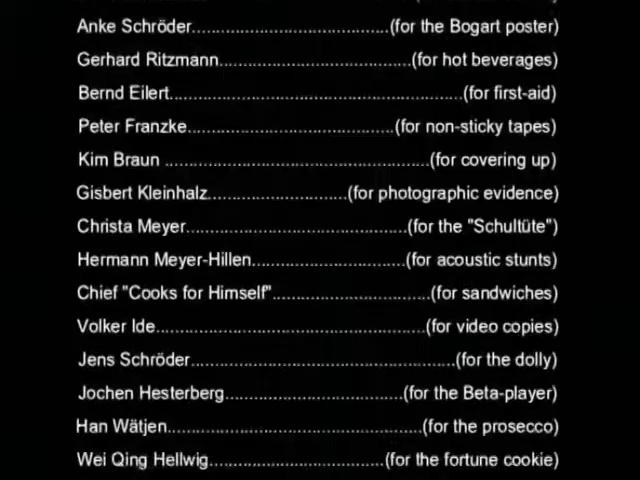 Anke Schröder........................................(for the Bogart poster)
Gerhard Ritzmann.......................................(for hot beverages)
Bernd Eilert............................................................(for first-aid)
Peter Franzke..........................................(for non-sticky tapes)
Kim Braun ......................................................(for covering up)
Gisbert Kleinhalz............................(for photographic evidence)
Christa Meyer.............................................(for the "Schultüte")
Hermann Meyer-Hillen...............................(for acoustic stunts)
Chief "Cooks for Himself"................................(for sandwiches)
Volker Ide.......................................................(for video copies)
Jens Schröder......................................................(for the dolly)
Jochen Hesterberg....................................(for the Beta-player)
Han Wätjen....................................................(for the prosecco)
Wei Qing Hellwig...................................(for the fortune cookie)